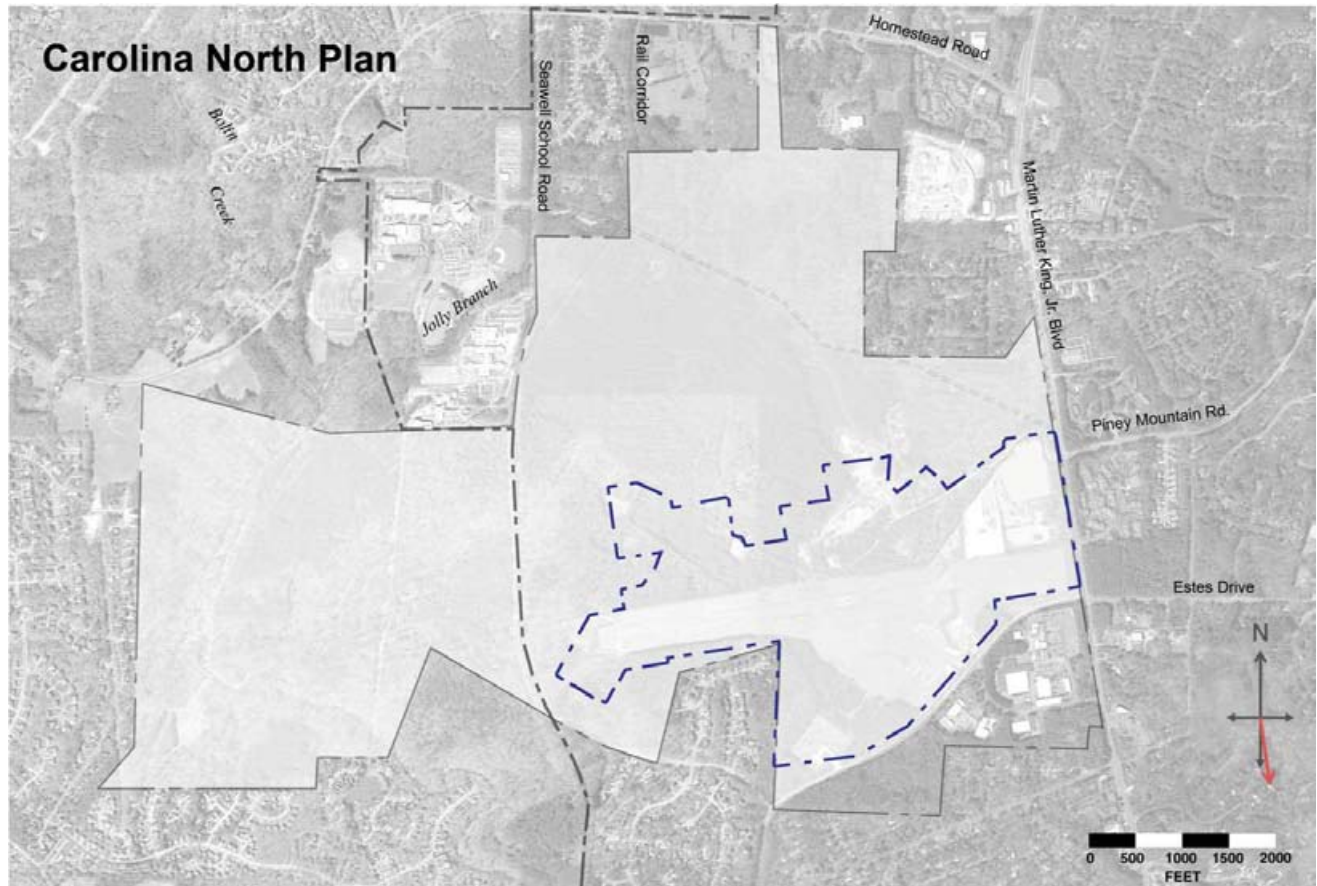 Carolina North Plan
Homestead Road
Rail Corridor
Seawell School Road
Bolin
Creek
Martin Luther King, Jr. Blvd
Jolly Branch
Piney Mountain Rd.
Estes Drive
N
0 500 1000 1500 2000
FEET